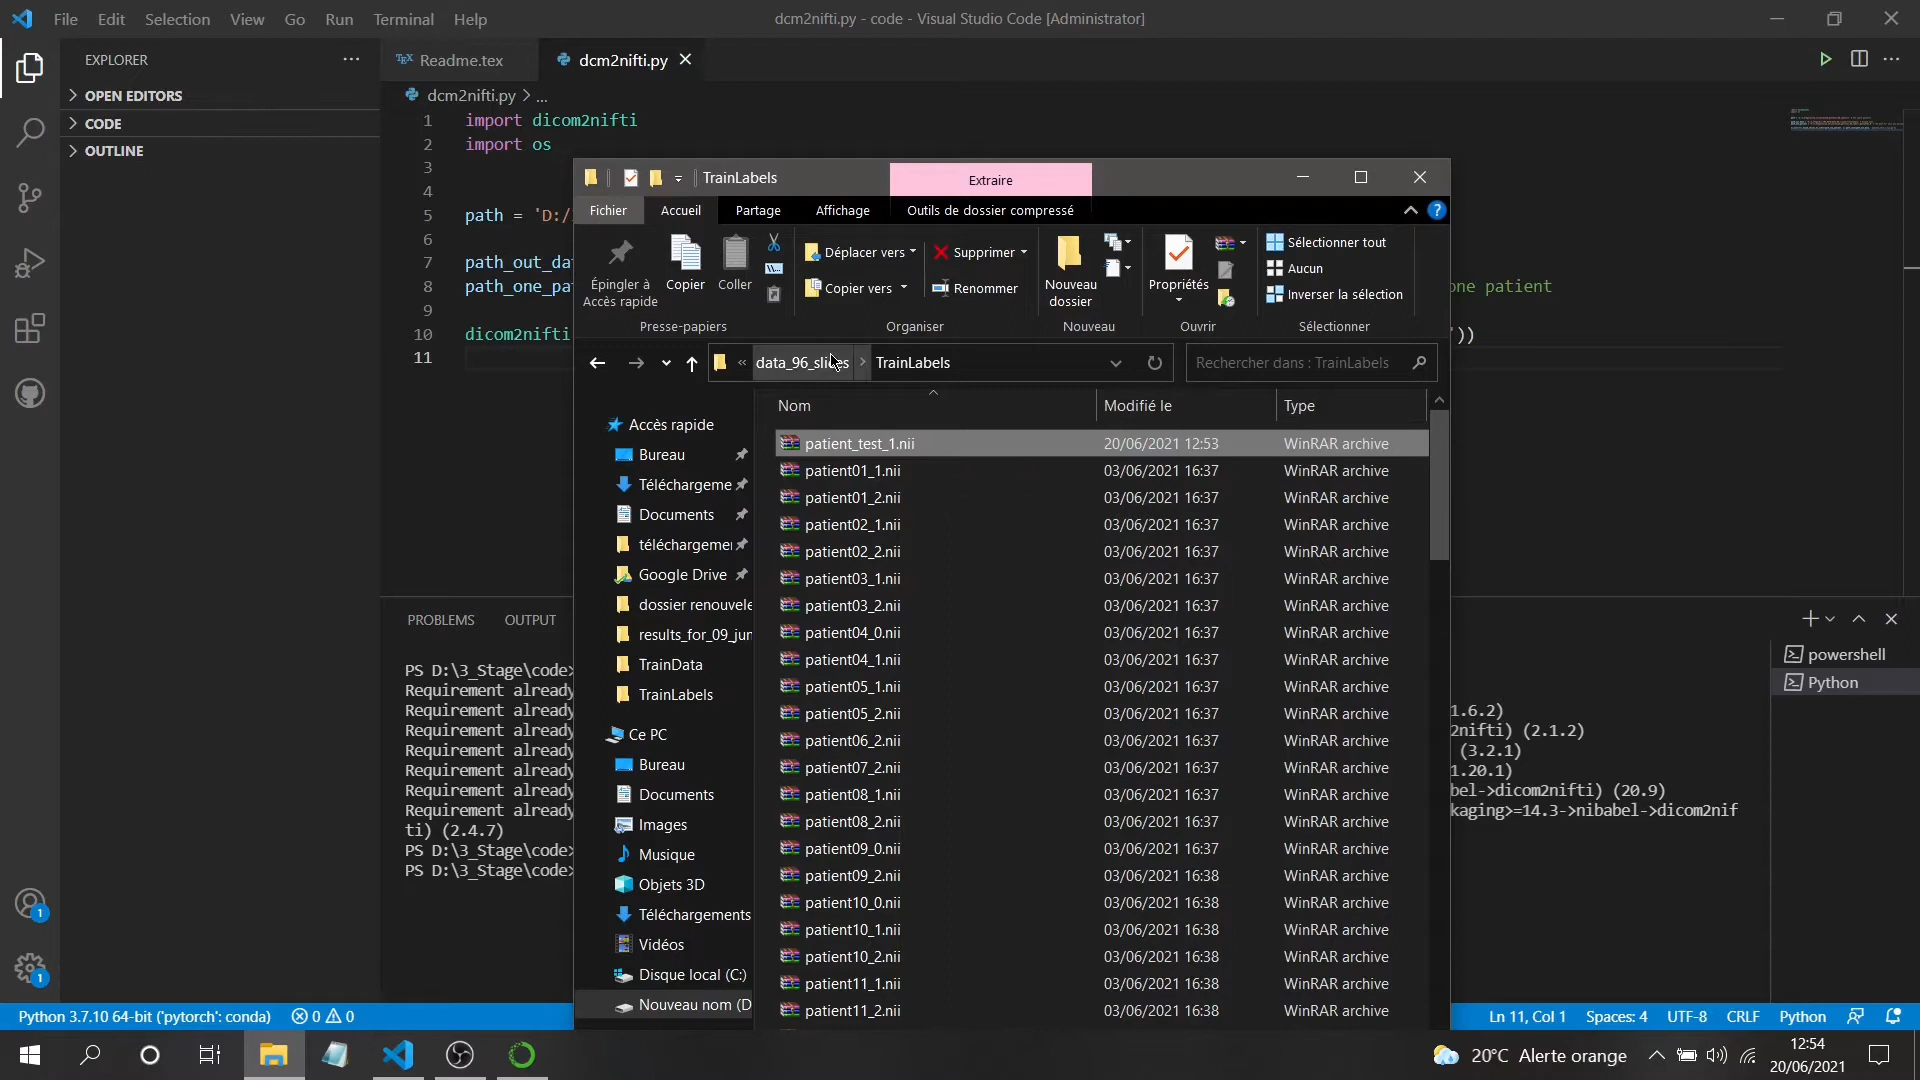 File Edit Selection View Go Run Terminal Help
dcm2nifti.py - code - Visual Studio Code [Administrator]
EXPLORER
OPEN EDITORS
CODE
OUTLINE
TEX Readme.tex
dcm2nifti.py
dcm2nifti.py > ...
1 import dicom2nifti
2 import os
3
4
5 path = 'D:/
6
7 path_out_da
8 path_one_pa
one patient
9
10 dicom2nifti
'))
11
TrainLabels
Extraire
Fichier Accueil Partage Affichage Outils de dossier compressé
Épingler à
Accès rapide
Copier
Coller
Presse-papiers
Déplacer vers
Copier vers
Supprimer
Renommer
Organiser
Nouveau
dossier
Nouveau
Propriétés
Ouvrir
Sélectionner tout
Aucun
Inverser la sélection
Sélectionner
« data_96_slices > TrainLabels
Rechercher dans : TrainLabels
Accès rapide
Bureau
Téléchargeme
Documents
téléchargemer
Google Drive
dossier renouvele
results_for_09_jun
TrainData
TrainLabels
Ce PC
Bureau
Documents
Images
Musique
Objets 3D
Téléchargements
Vidéos
Disque local (C:)
Nouveau nom (D
Nom Modifié le Type
patient_test_1.nii 20/06/2021 12:53 WinRAR archive
patient01_1.nii 03/06/2021 16:37 WinRAR archive
patient01_2.nii 03/06/2021 16:37 WinRAR archive
patient02_1.nii 03/06/2021 16:37 WinRAR archive
patient02_2.nii 03/06/2021 16:37 WinRAR archive
patient03_1.nii 03/06/2021 16:37 WinRAR archive
patient03_2.nii 03/06/2021 16:37 WinRAR archive
patient04_0.nii 03/06/2021 16:37 WinRAR archive
patient04_1.nii 03/06/2021 16:37 WinRAR archive
patient05_1.nii 03/06/2021 16:37 WinRAR archive
patient05_2.nii 03/06/2021 16:37 WinRAR archive
patient06_2.nii 03/06/2021 16:37 WinRAR archive
patient07_2.nii 03/06/2021 16:37 WinRAR archive
patient08_1.nii 03/06/2021 16:37 WinRAR archive
patient08_2.nii 03/06/2021 16:37 WinRAR archive
patient09_0.nii 03/06/2021 16:37 WinRAR archive
patient09_2.nii 03/06/2021 16:38 WinRAR archive
patient10_0.nii 03/06/2021 16:38 WinRAR archive
patient10_1.nii 03/06/2021 16:38 WinRAR archive
patient10_2.nii 03/06/2021 16:38 WinRAR archive
patient11_1.nii 03/06/2021 16:38 WinRAR archive
patient11_2.nii 03/06/2021 16:38 WinRAR archive
PROBLEMS OUTPUT
PS D:\3_Stage\code>
Requirement already
Requirement already 1.6.2)
Requirement already 2nifti) (2.1.2)
Requirement already (3.2.1)
Requirement already 1.20.1)
Requirement already bel->dicom2nifti) (20.9)
Requirement already kaging>=14.3->nibabel->dicom2nif
ti) (2.4.7)
PS D:\3_Stage\code>
PS D:\3_Stage\code>
powershell
Python
1
1
Python 3.7.10 64-bit ('pytorch': conda) 0 0
Ln 11, Col 1 Spaces: 4 UTF-8 CRLF Python
20°C Alerte orange
12:54
20/06/2021